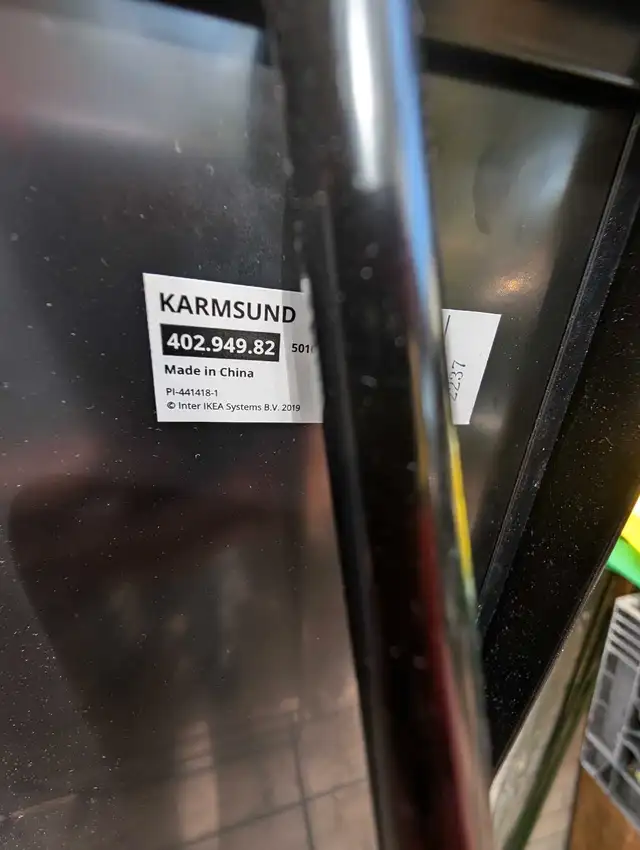 KARMSUND
402.949.82
Made in China
PI-441418-1
© Inter IKEA Systems B.V. 2019